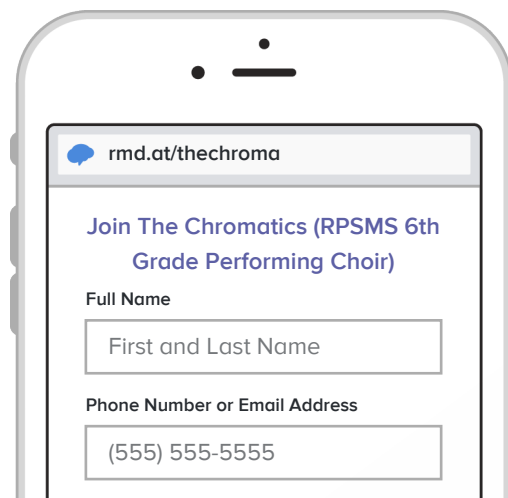 rmd.at/thechroma
Join The Chromatics (RPSMS 6th
Grade Performing Choir)
Full Name
First and Last Name
Phone Number or Email Address
(555) 555-5555